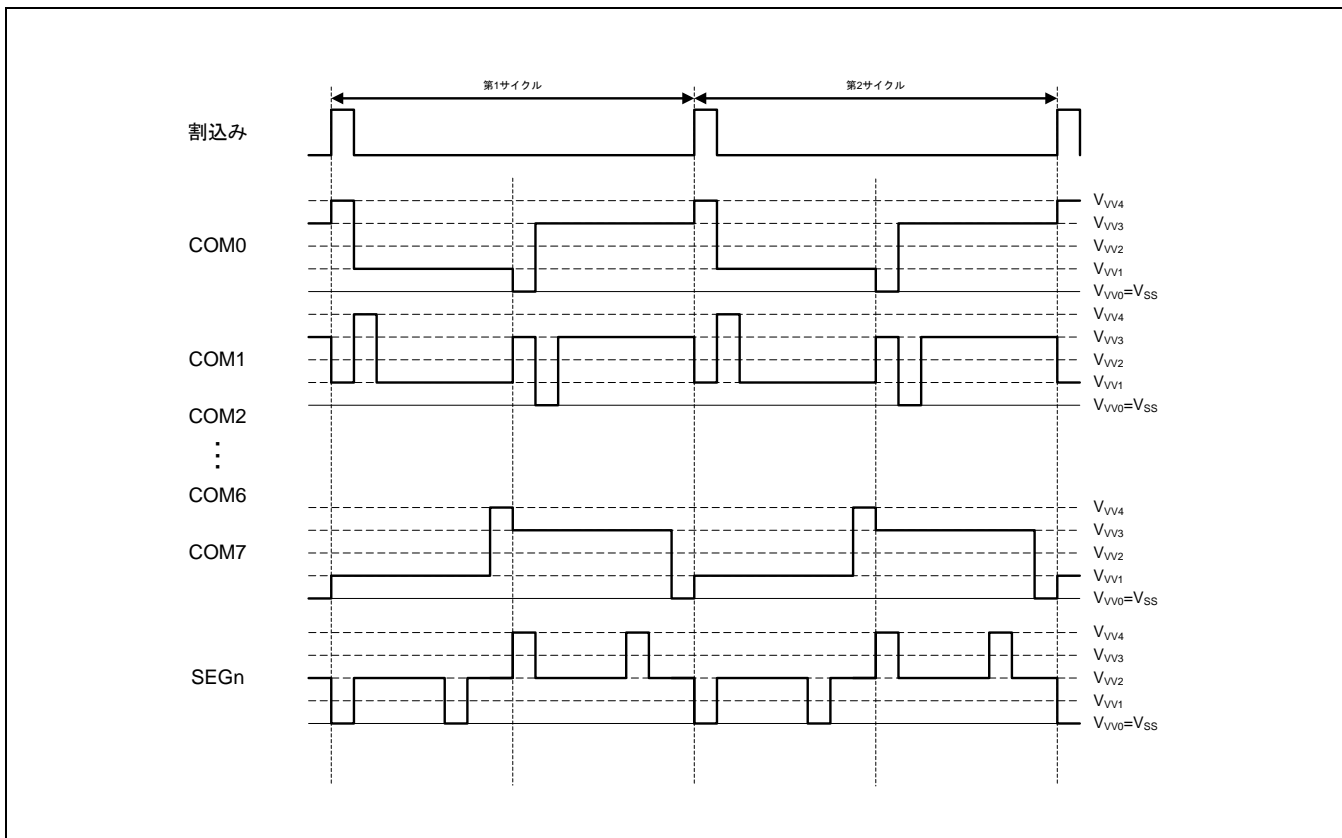 第1サイクル
第2サイクル
割込み
COM0
VVV4
VVV3
VVV2
VVV1
VVV0=VSS
COM1
VVV4
VVV3
VVV2
VVV1
VVV0=VSS
COM2
⋮
COM6
COM7
VVV4
VVV3
VVV2
VVV1
VVV0=VSS
SEGn
VVV4
VVV3
VVV2
VVV1
VVV0=VSS